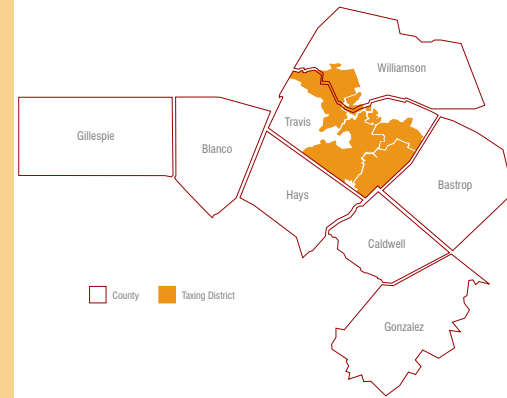 Williamson
Travis
Gillespie
Blanco
Bastrop
Hays
Caldwell
County
Taxing District
Gonzalez